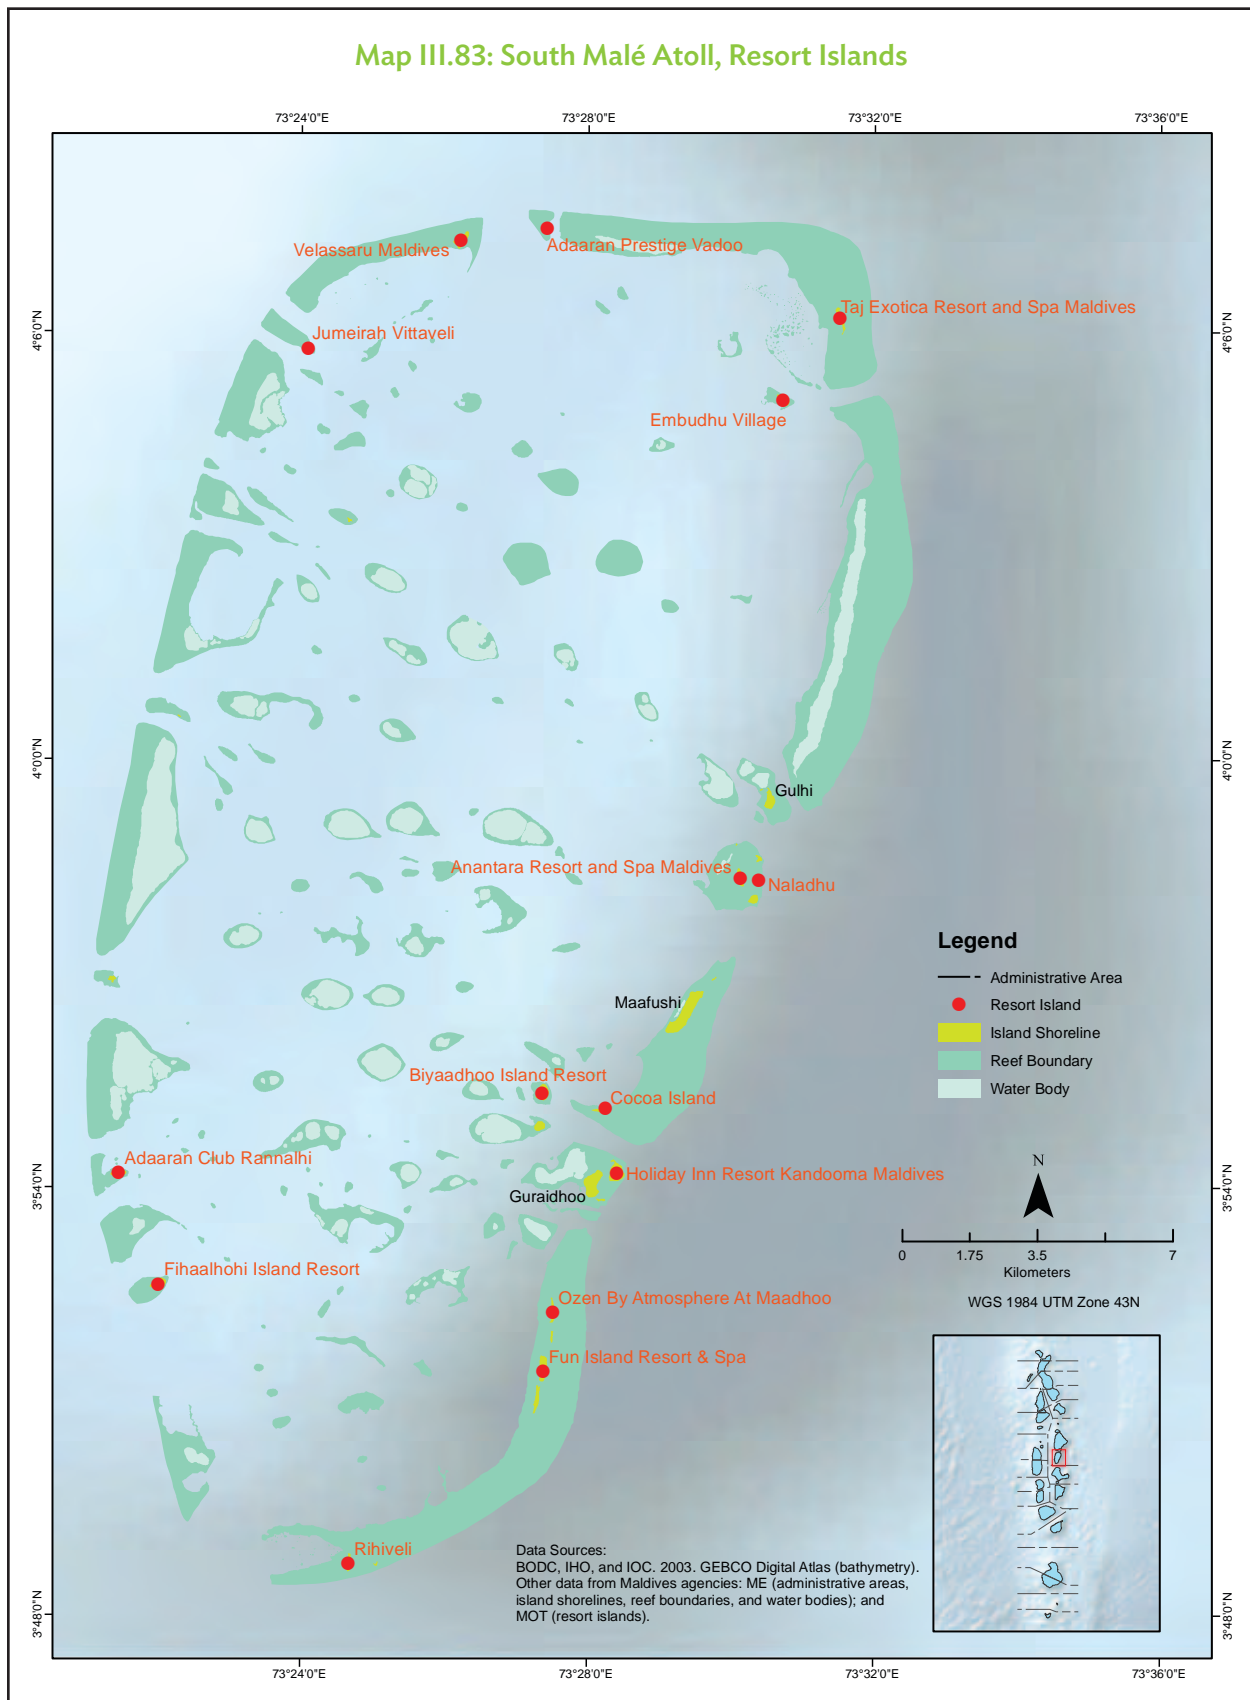 Map III.83: South Malé Atoll, Resort Islands
73°24'0"E
73°28'0"E
73°32'0"E
73°36'0"E
Velassaru Maldives
Adaaran Prestige Vadoo
Taj Exotica Resort and Spa Maldives
4°6'0"N
4°6'0"N
Jumeirah Vittaveli
Embudhu Village
4°0'0"N
4°0'0"N
Gulhi
Anantara Resort and Spa Maldives
Naladhu
Maafushi
Biyaadhoo Island Resort
Cocoa Island
Adaaran Club Rannalhi
Holiday Inn Resort Kandooma Maldives
3°54'0"N
3°54'0"N
Guraidhoo
Fihaalhohi Island Resort
Ozen By Atmosphere At Maadhoo
Fun Island Resort & Spa
Rihiveli
3°48'0"N
3°48'0"N
Legend
Administrative Area
Resort Island
Island Shoreline
Reef Boundary
Water Body
N
0 1.75 3.5 7
Kilometers
WGS 1984 UTM Zone 43N
Data Sources:
BODC, IHO, and IOC. 2003. GEBCO Digital Atlas (bathymetry).
Other data from Maldives agencies: ME (administrative areas,
island shorelines, reef boundaries, and water bodies); and
MOT (resort islands).
73°24'0"E
73°28'0"E
73°32'0"E
73°36'0"E